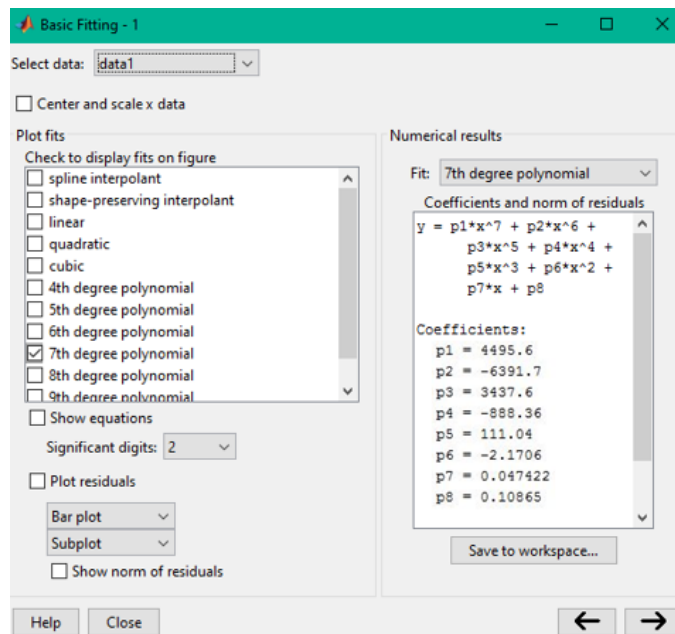 Basic Fitting - 1
Select data: data1
Center and scale x data
Plot fits
Check to display fits on figure
spline interpolant
shape-preserving interpolant
linear
quadratic
cubic
4th degree polynomial
5th degree polynomial
6th degree polynomial
7th degree polynomial
8th degree polynomial
9th degree polynomial
Show equations
Significant digits: 2
Plot residuals
Bar plot
Subplot
Show norm of residuals
Numerical results
Fit: 7th degree polynomial
Coefficients and norm of residuals
y = p1*x^7 + p2*x^6 +
p3*x^5 + p4*x^4 +
p5*x^3 + p6*x^2 +
p7*x + p8
Coefficients:
p1 = 4495.6
p2 = -6391.7
p3 = 3437.6
p4 = -888.36
p5 = 111.04
p6 = -2.1706
p7 = 0.047422
p8 = 0.10865
Save to workspace...
Help
Close